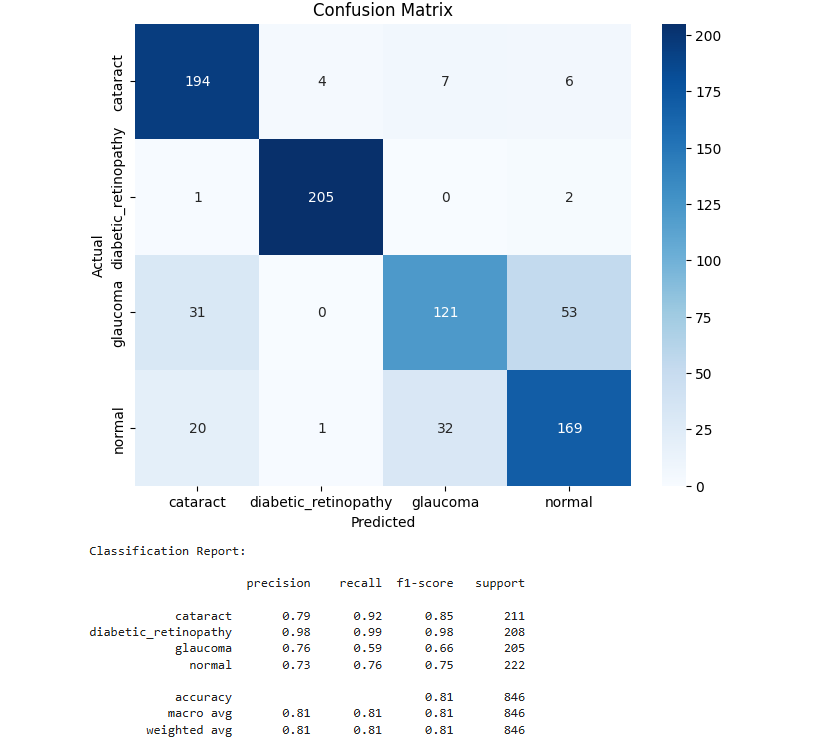 Confusion Matrix
cataract
194 4 7 6
diabetic_retinopathy
1 205 0 2
Actual
glaucoma
31 0 121 53
normal
20 1 32 169
cataract diabetic_retinopathy glaucoma normal
Predicted
200
175
150
125
100
75
50
25
0
Classification Report:
precision recall f1-score support
cataract 0.79 0.92 0.85 211
diabetic_retinopathy 0.98 0.99 0.98 208
glaucoma 0.76 0.59 0.66 205
normal 0.73 0.76 0.75 222
accuracy 0.81 846
macro avg 0.81 0.81 0.81 846
weighted avg 0.81 0.81 0.81 846